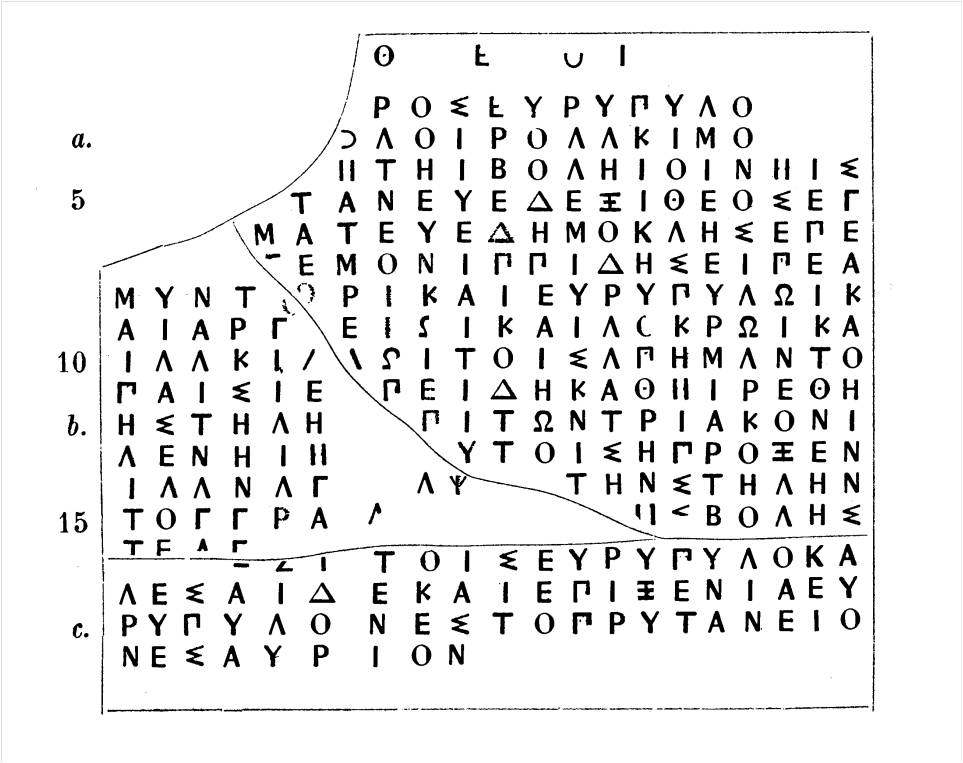 Θ Ε Ο Ι
Ρ Ο Σ Ε Υ Ρ Υ Π Υ Λ Ο
a. Ο Λ Ο Ι Ρ Ο Λ Λ Κ Ι Μ Ο
Η Τ Η Ι Β Ο Λ Η Ι Ο Ι Ν Η Ι Σ
5 Τ Α Ν Ε Υ Ε Δ Ε Ξ Ι Θ Ε Ο Σ Ε Γ
Μ Α Τ Ε Υ Ε Δ Η Μ Ο Κ Λ Η Σ Ε Π Ε
Ε Μ Ο Ν Ι Π Π Ι Δ Η Σ Ε Ι Π Ε Α
Μ Υ Ν Τ Ο Ρ Ι Κ Α Ι Ε Υ Ρ Υ Π Υ Λ Ω Ι Κ
Α Ι Α Ρ Γ Ε Ι Ω Ι Κ Α Ι Λ Ο Κ Ρ Ω Ι Κ Α
10 Ι Λ Λ Κ Ι / \ Ω Ι Τ Ο Ι Σ Λ Π Η Μ Λ Ν Τ Ο
Π Α Ι Σ Ι Ε Π Ε Ι Δ Η Κ Α Θ Η Ι Ρ Ε Θ Η
b. Η Σ Τ Η Λ Η Π Ι Τ Ω Ν Τ Ρ Ι Α Κ Ο Ν Ι
Λ Ε Ν Η Ι Η Υ Τ Ο Ι Σ Η Π Ρ Ο Ξ Ε Ν
Ι Λ Λ Ν Λ Γ Λ Ψ Τ Η Ν Σ Τ Η Λ Η Ν
15 Τ Ο Γ Γ Ρ Α Η Σ Β Ο Λ Η Σ
Τ Ε Λ Γ Σ Ι Τ Ο Ι Σ Ε Υ Ρ Υ Π Υ Λ Ο Κ Α
Λ Ε Σ Α Ι Δ Ε Κ Α Ι Ε Π Ι Ξ Ε Ν Ι Α Ε Υ
c. Ρ Υ Π Υ Λ Ο Ν Ε Σ Τ Ο Π Ρ Υ Τ Α Ν Ε Ι Ο
Ν Ε Σ Α Υ Ρ Ι Ο Ν